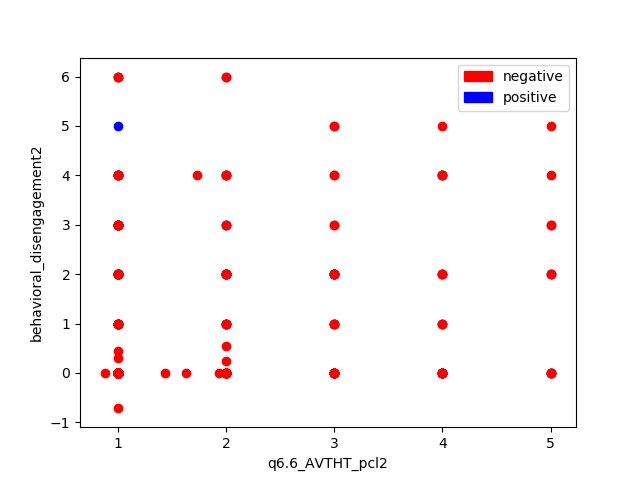 negative
positive
6
5
4
3
2
1
0
−1
behavioral_disengagement2
1 2 3 4 5
q6.6_AVTHT_pcl2